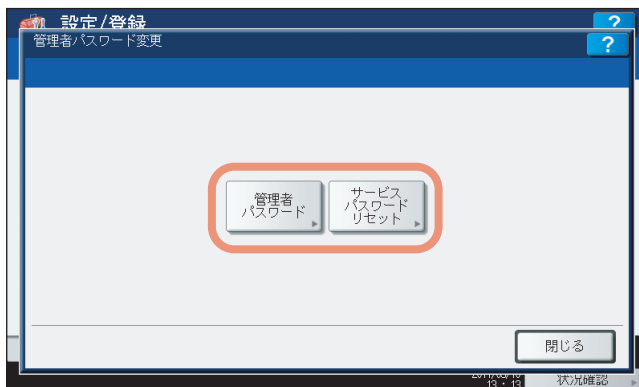 設定/登録
?
管理者パスワード変更
?
管理者
パスワード
サービス
パスワード
リセット
閉じる
13:13
状況確認